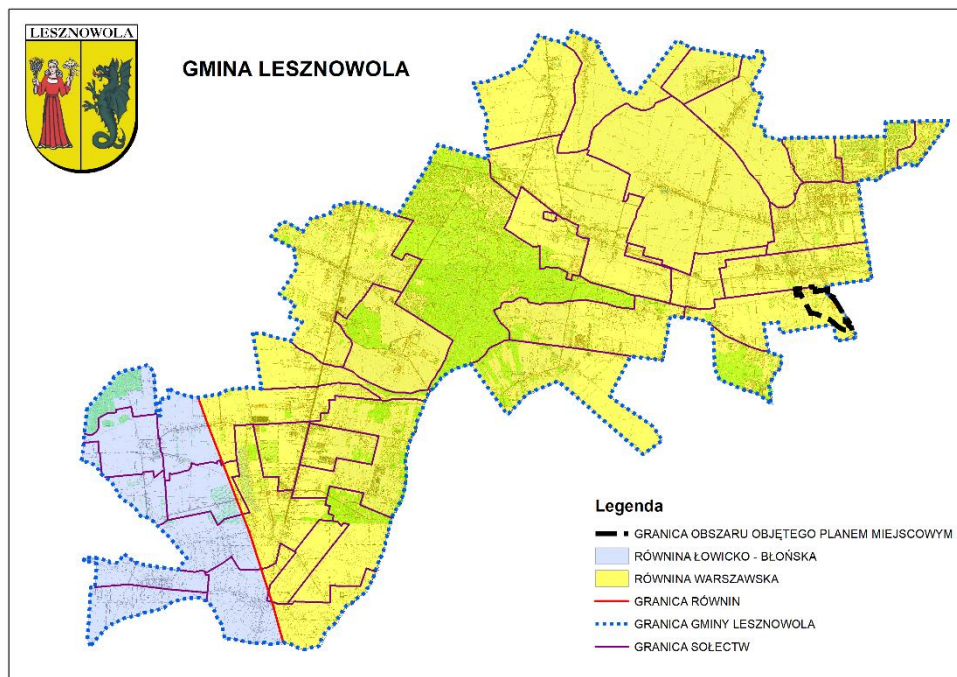 LESZNOWOLA
GMINA LESZNOWOLA
Legenda
GRANICA OBSZARU OBJĘTEGO PLANEM MIEJSCOWYM
RÓWNINA ŁOWICKO - BŁOŃSKA
RÓWNINA WARSZAWSKA
GRANICA RÓWNIN
GRANICA GMINY LESZNOWOLA
GRANICA SOŁECTW